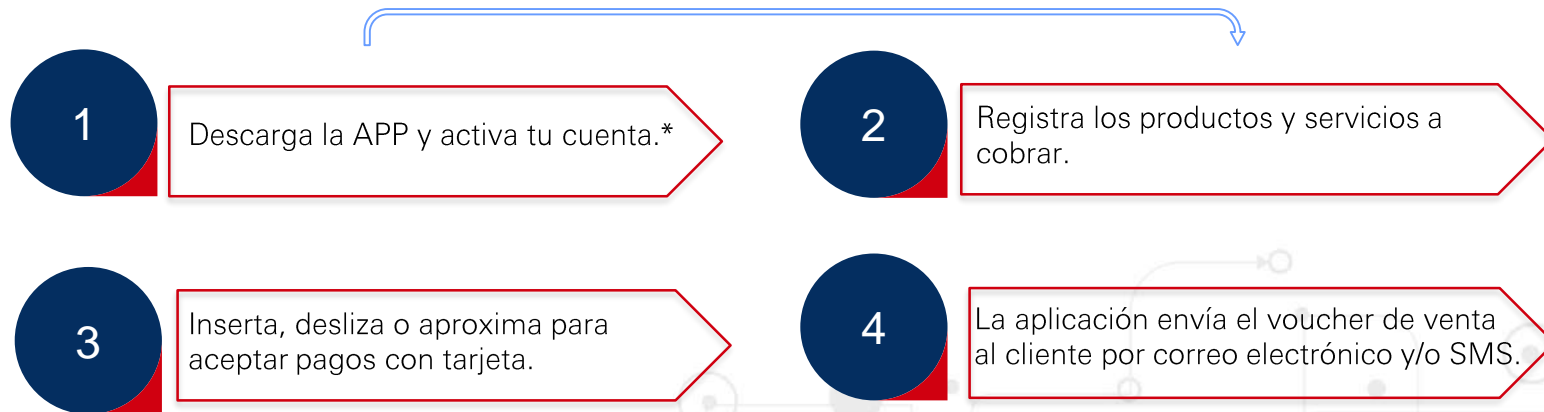 1
Descarga la APP y activa tu cuenta.*
2
Registra los productos y servicios a
cobrar.
3
Inserta, desliza o aproxima para
aceptar pagos con tarjeta.
4
La aplicación envía el voucher de venta
al cliente por correo electrónico y/o SMS.